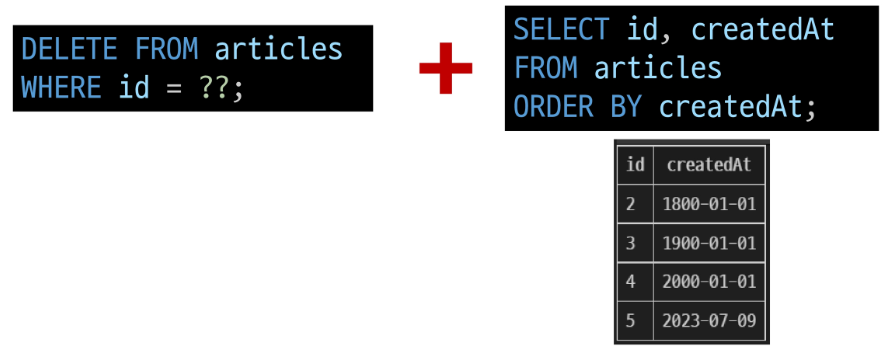 DELETE FROM articles
WHERE id = ??;
+
SELECT id, createdAt
FROM articles
ORDER BY createdAt;
id createdAt
2 1800-01-01
3 1900-01-01
4 2000-01-01
5 2023-07-09